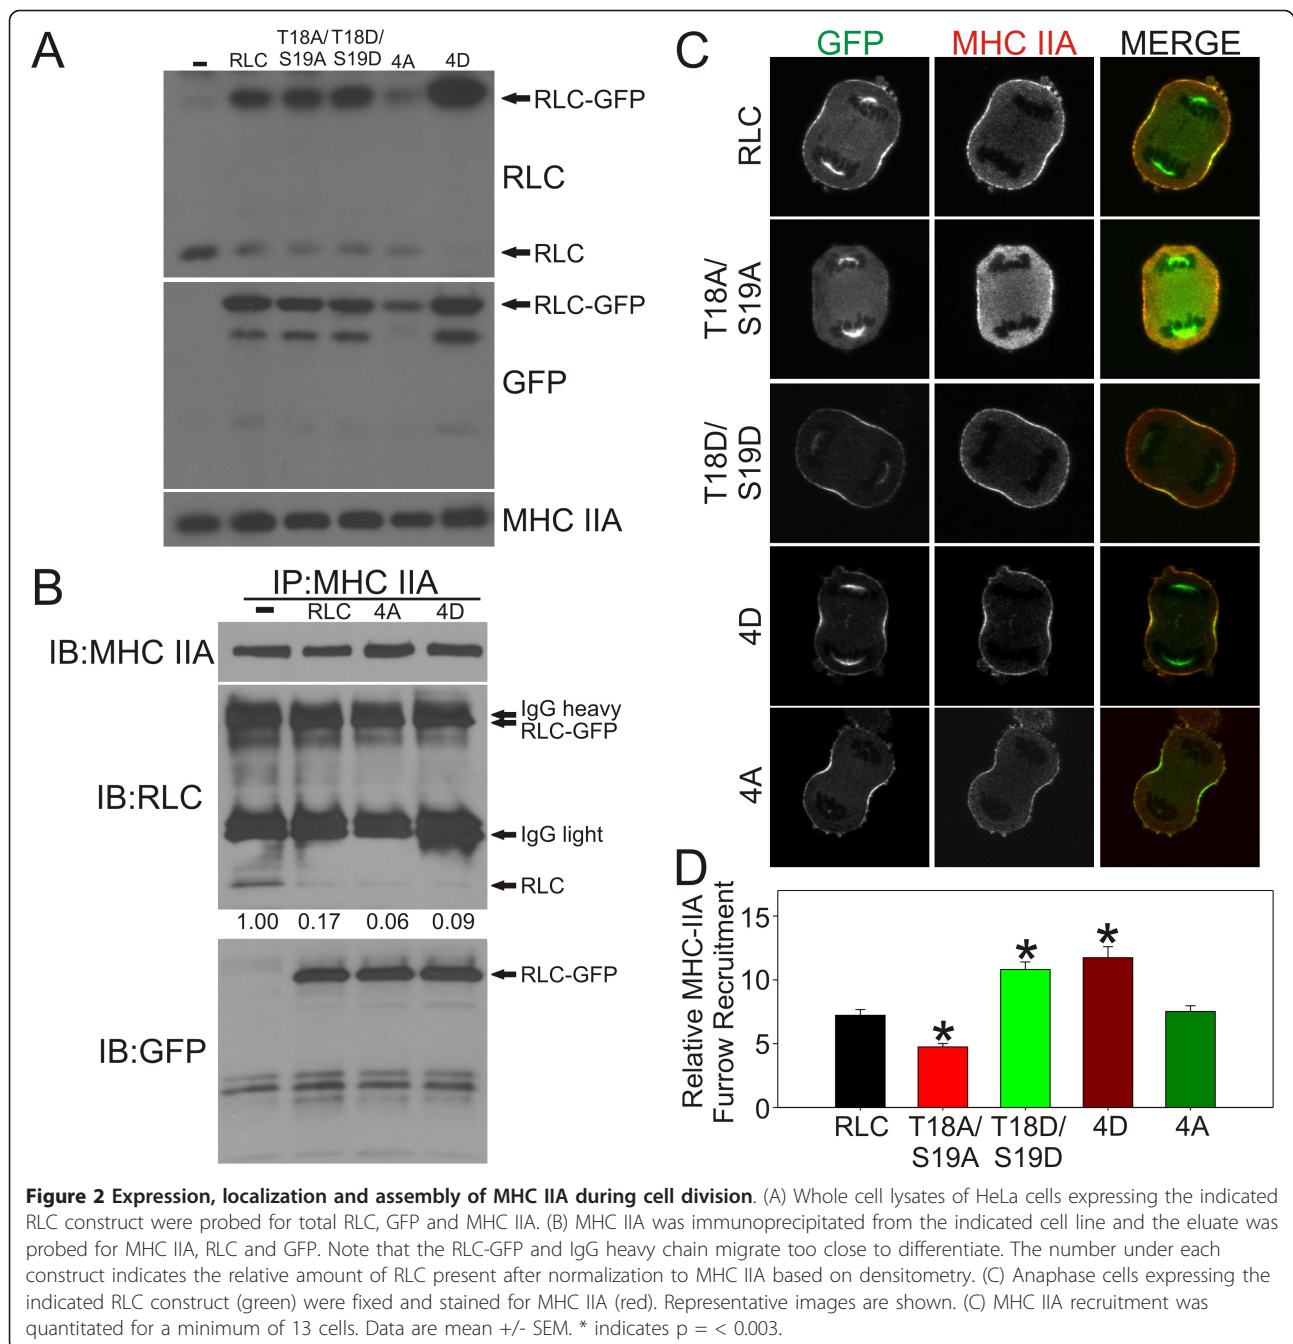 A
T18A/ T18D/
– RLC S19A S19D 4A 4D
RLC-GFP
RLC
RLC
RLC-GFP
GFP
MHC IIA
B
IP:MHC IIA
– RLC 4A 4D
IB:MHC IIA
IgG heavy
RLC-GFP
IB:RLC
IgG light
RLC
1.00 0.17 0.06 0.09
RLC-GFP
IB:GFP
C
GFP MHC IIA MERGE
RLC
T18A/
S19A
T18D/
S19D
4D
4A
D
Relative MHC-IIA
Furrow Recruitment
15
10
5
0
* * *
RLC T18A/ T18D/ 4D 4A
S19A S19D
Figure 2 Expression, localization and assembly of MHC IIA during cell division. (A) Whole cell lysates of HeLa cells expressing the indicated
RLC construct were probed for total RLC, GFP and MHC IIA. (B) MHC IIA was immunoprecipitated from the indicated cell line and the eluate was
probed for MHC IIA, RLC and GFP. Note that the RLC-GFP and IgG heavy chain migrate too close to differentiate. The number under each
construct indicates the relative amount of RLC present after normalization to MHC IIA based on densitometry. (C) Anaphase cells expressing the
indicated RLC construct (green) were fixed and stained for MHC IIA (red). Representative images are shown. (C) MHC IIA recruitment was
quantitated for a minimum of 13 cells. Data are mean +/- SEM. * indicates p = < 0.003.